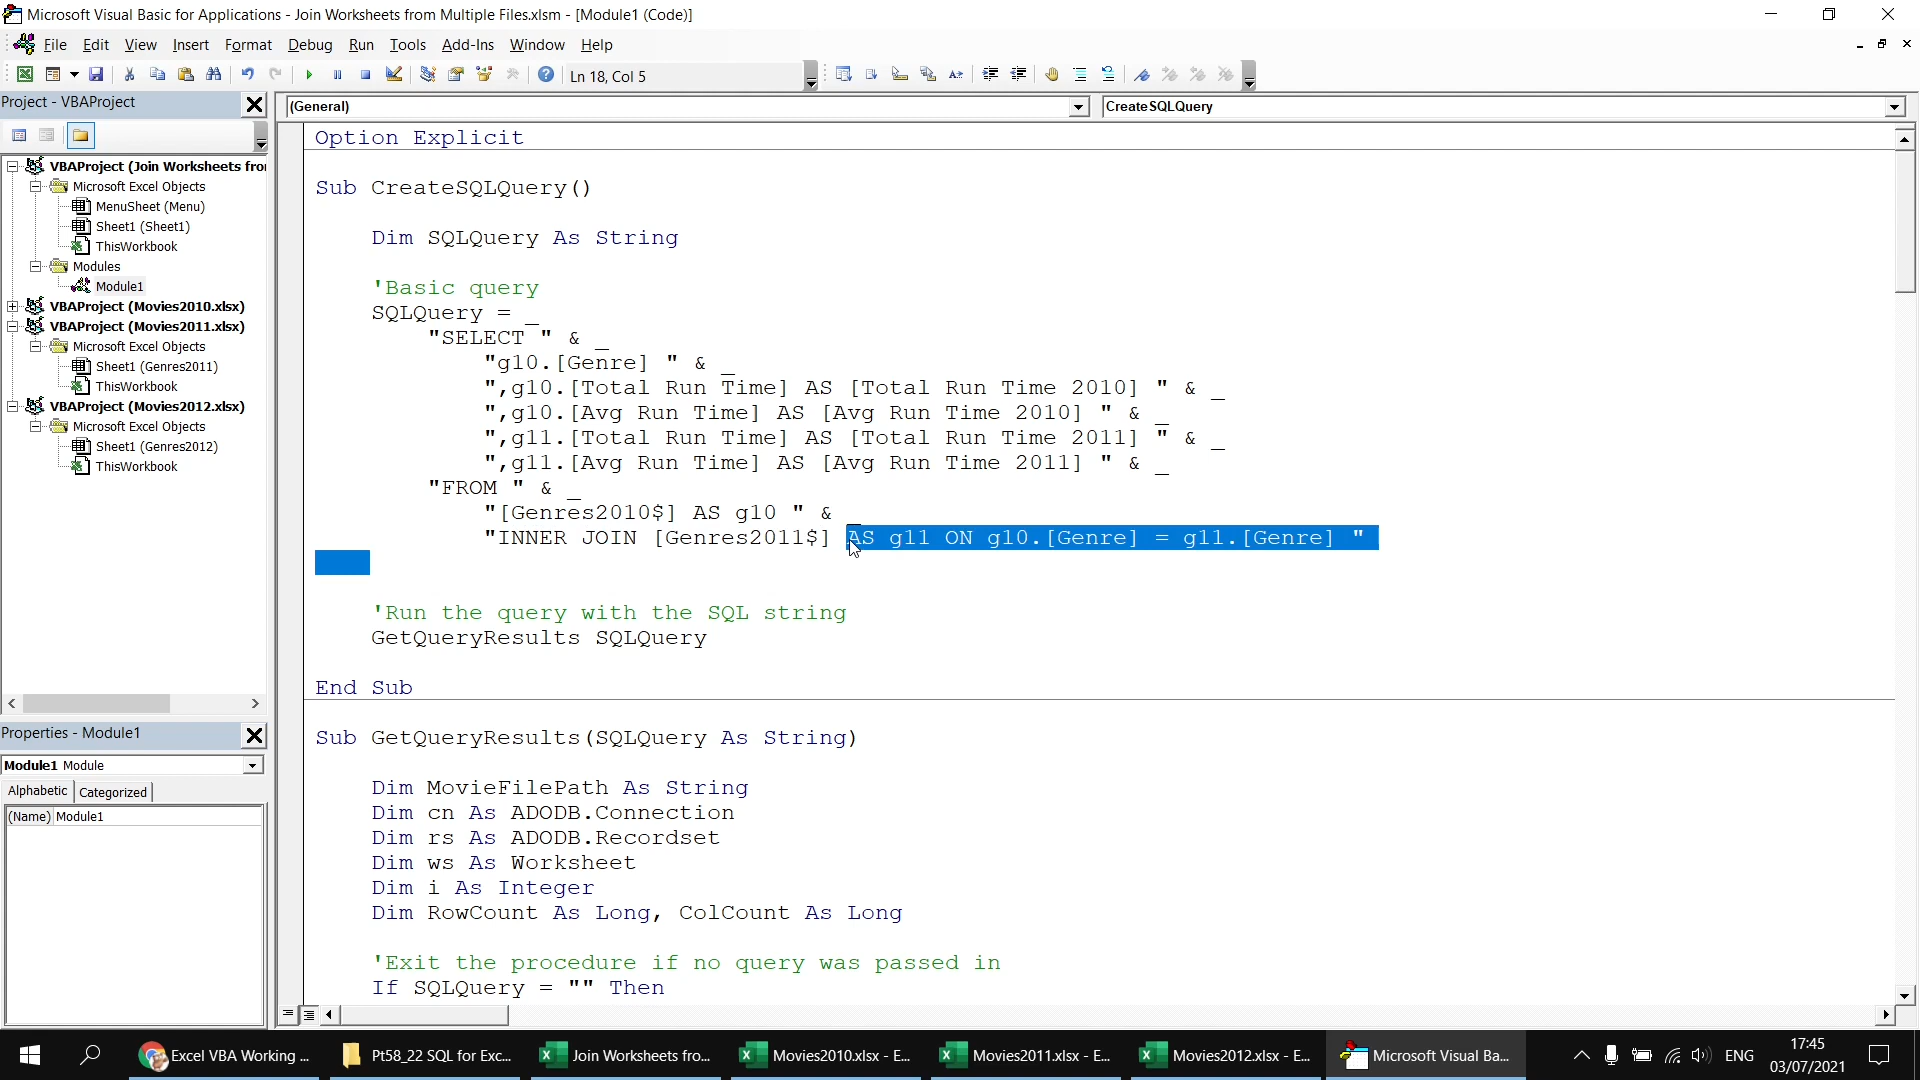 Microsoft Visual Basic for Applications - Join Worksheets from Multiple Files.xlsm - [Module1 (Code)]
File Edit View Insert Format Debug Run Tools Add-Ins Window Help
Ln 18, Col 5
Project - VBAProject
(General)
CreateSQLQuery
VBAProject (Join Worksheets fro
Microsoft Excel Objects
MenuSheet (Menu)
Sheet1 (Sheet1)
ThisWorkbook
Modules
Module1
VBAProject (Movies2010.xlsx)
VBAProject (Movies2011.xlsx)
Microsoft Excel Objects
Sheet1 (Genres2011)
ThisWorkbook
VBAProject (Movies2012.xlsx)
Microsoft Excel Objects
Sheet1 (Genres2012)
ThisWorkbook
Properties - Module1
Module1 Module
Alphabetic Categorized
(Name) Module1
Option Explicit
Sub CreateSQLQuery()
Dim SQLQuery As String
'Basic query
SQLQuery = _
"SELECT " & _
"g10.[Genre] " & _
",g10.[Total Run Time] AS [Total Run Time 2010] " & _
",g10.[Avg Run Time] AS [Avg Run Time 2010] " & _
",g11.[Total Run Time] AS [Total Run Time 2011] " & _
",g11.[Avg Run Time] AS [Avg Run Time 2011] " & _
"FROM " & _
"[Genres2010$] AS g10 " & _
"INNER JOIN [Genres2011$] AS g11 ON g10.[Genre] = g11.[Genre] "
'Run the query with the SQL string
GetQueryResults SQLQuery
End Sub
Sub GetQueryResults(SQLQuery As String)
Dim MovieFilePath As String
Dim cn As ADODB.Connection
Dim rs As ADODB.Recordset
Dim ws As Worksheet
Dim i As Integer
Dim RowCount As Long, ColCount As Long
'Exit the procedure if no query was passed in
If SQLQuery = "" Then
Excel VBA Working ...
Pt58_22 SQL for Exc...
Join Worksheets fro...
Movies2010.xlsx - E...
Movies2011.xlsx - E...
Movies2012.xlsx - E...
Microsoft Visual Ba...
ENG
17:45
03/07/2021